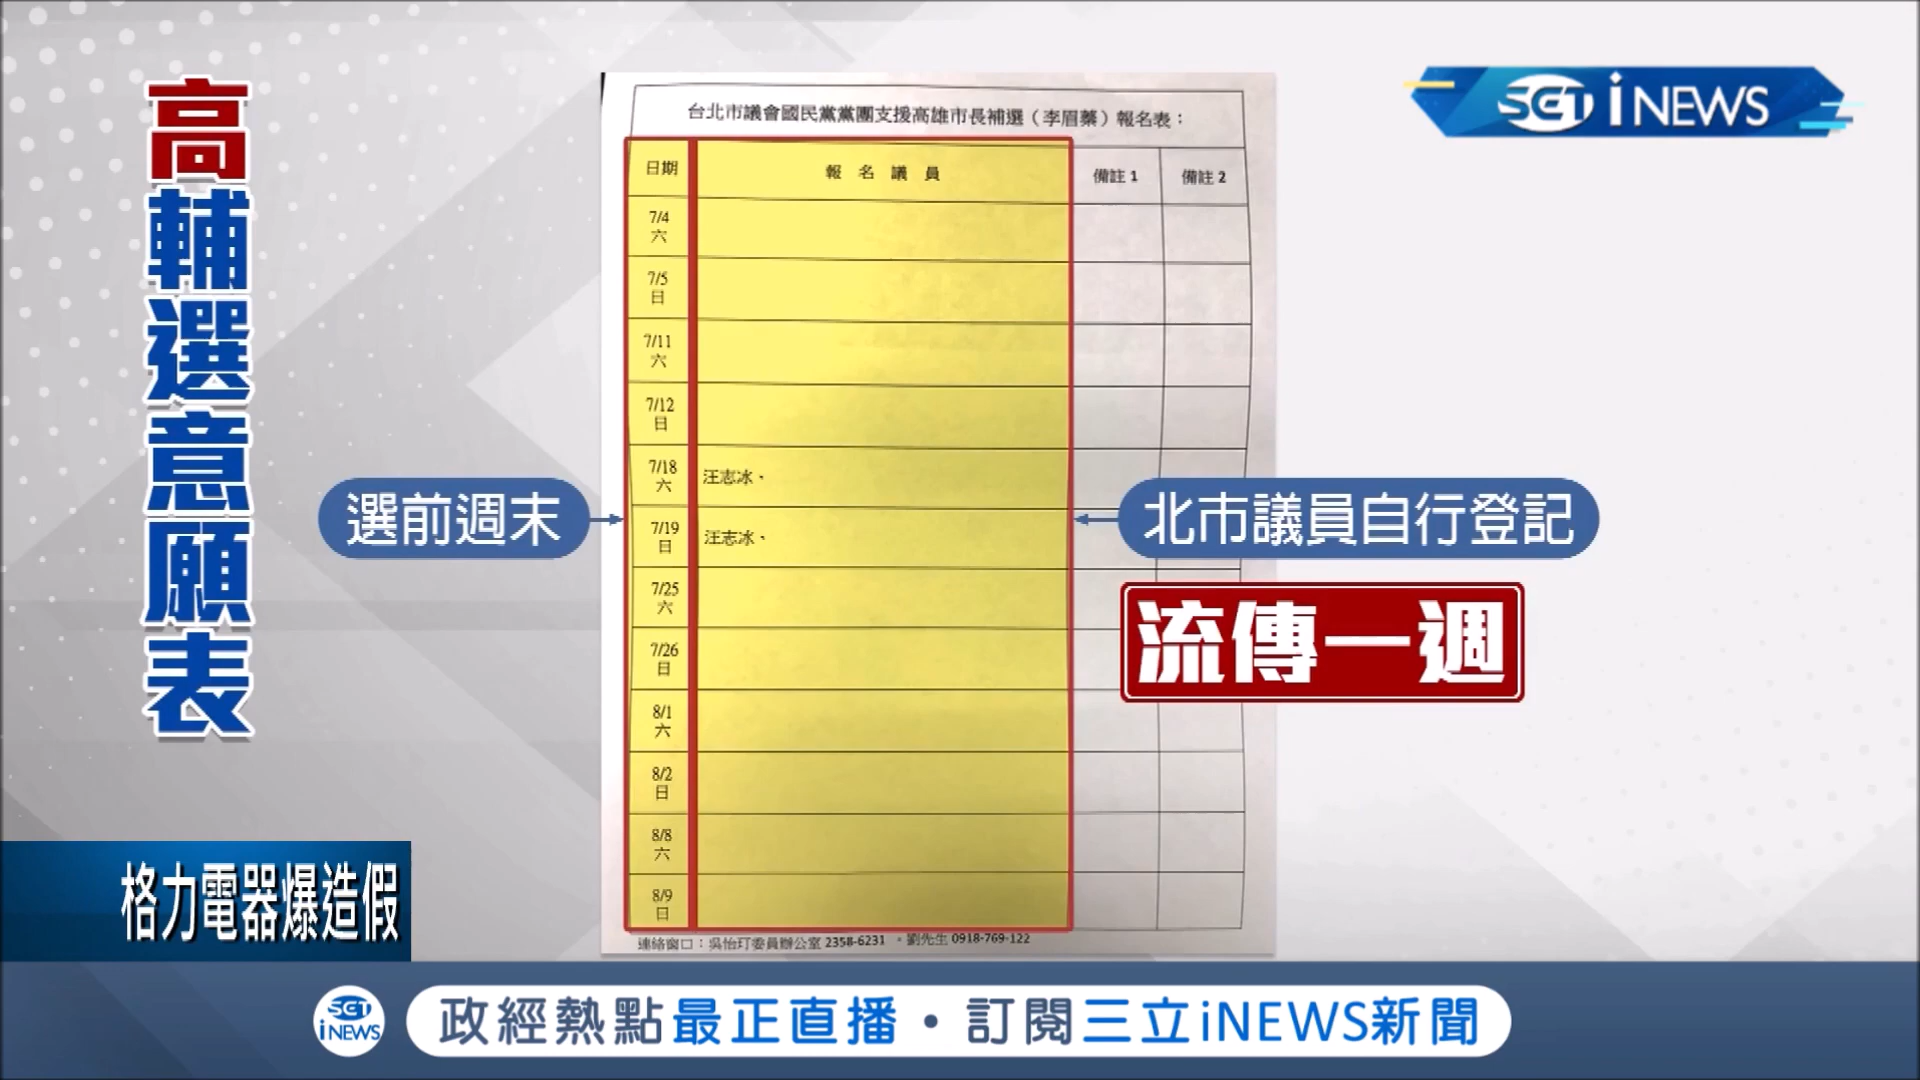 高輔選意願表
SET iNEWS
台北市議會國民黨黨團支援高雄市長補選（李眉蓁）報名表：
日期 報名議員 備註1 備註2
7/4
六
7/5
日
7/11
六
7/12
日
7/18
六
汪志冰、
7/19
日
汪志冰、
7/25
六
7/26
日
8/1
六
8/2
日
8/8
六
8/9
日
連絡窗口：吳怡玎委員辦公室 2358-6231 。劉先生 0918-769-122
選前週末
北市議員自行登記
流傳一週
格力電器爆造假
SET iNEWS
政經熱點最正直播・訂閱三立iNEWS新聞